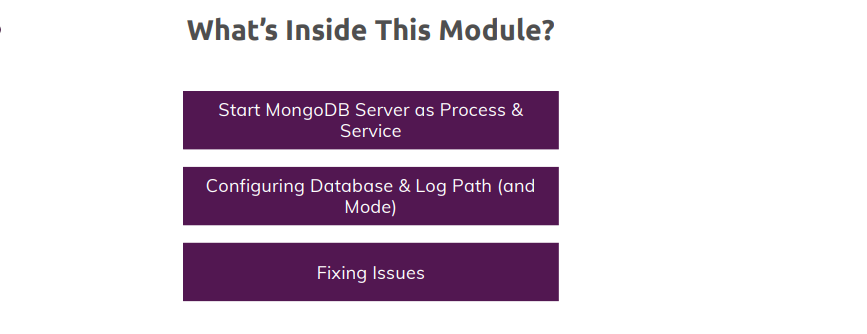 What’s Inside This Module?
Start MongoDB Server as Process &
Service
Configuring Database & Log Path (and
Mode)
Fixing Issues